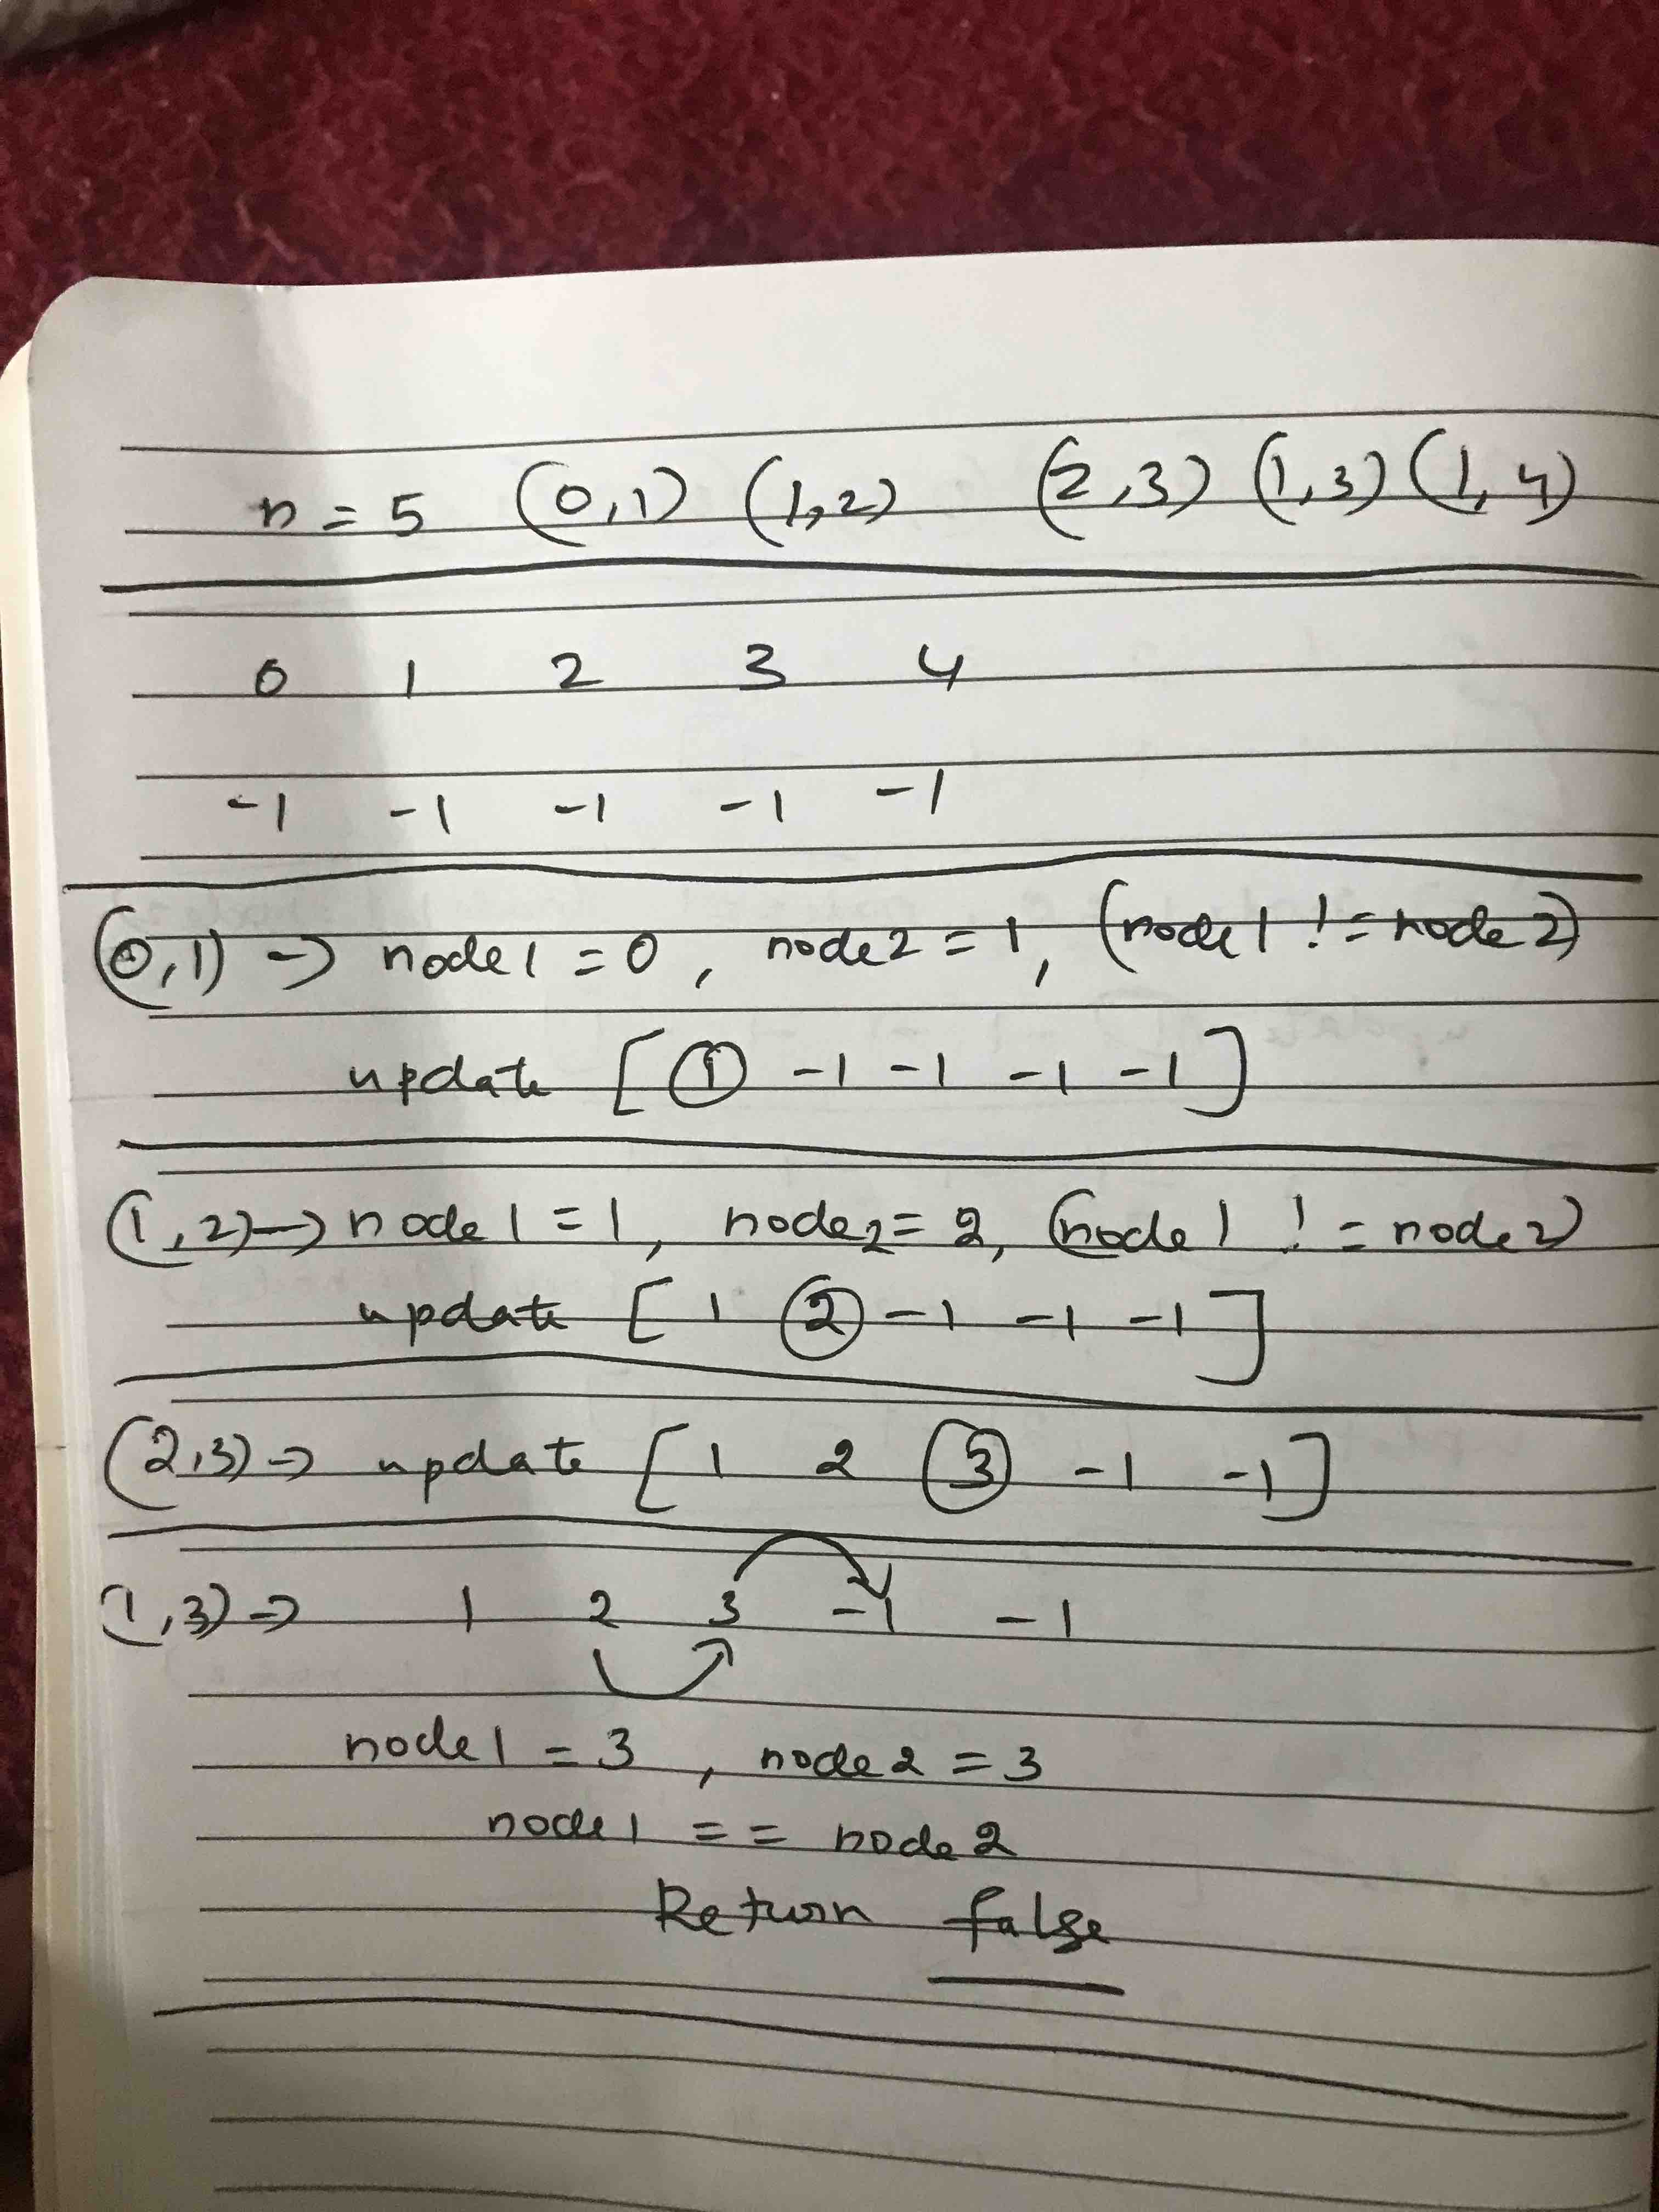 n = 5 (0,1) (1,2) (2,3) (1,3) (1,4)
0 1 2 3 4
-1 -1 -1 -1 -1
(0,1) -> node1 = 0, node2 = 1, (node1 != node2)
update [ 1 -1 -1 -1 -1 ]
(1,2) -> node1 = 1, node2 = 2, (node1 != node2)
update [ 1 2 -1 -1 -1 ]
(2,3) -> update [ 1 2 3 -1 -1 ]
(1,3) -> 1 2 3 -1 -1
node1 = 3, node2 = 3
node1 == node2
Return false